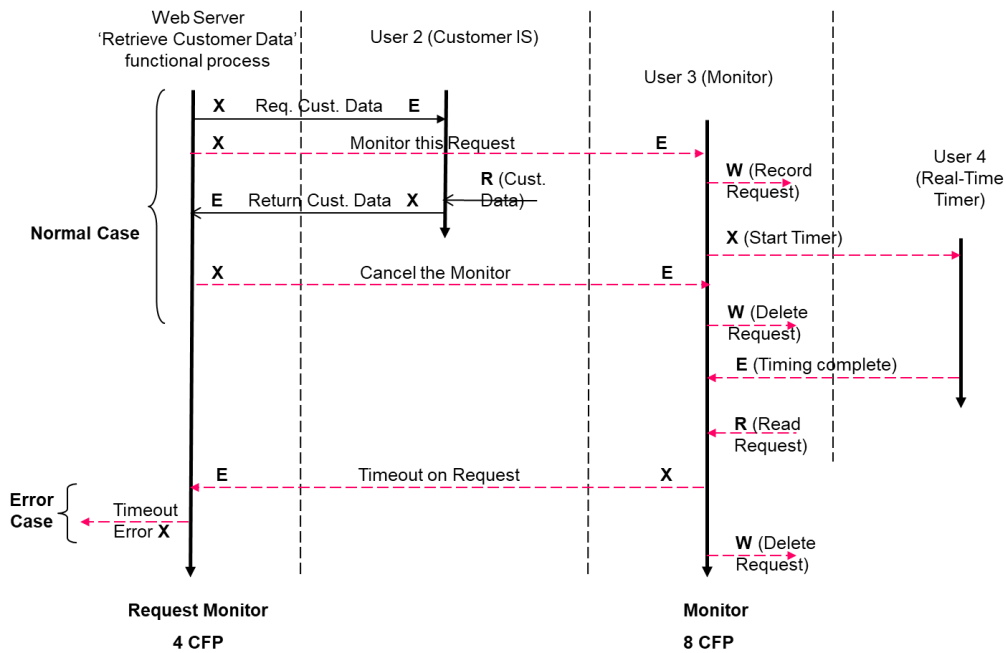 Web Server
‘Retrieve Customer Data’
functional process
User 2 (Customer IS)
User 3 (Monitor)
User 4
(Real-Time
Timer)
X Req. Cust. Data E
X Monitor this Request E
W (Record
Request)
R (Cust.
Data)
E Return Cust. Data X
Normal Case
X (Start Timer)
X Cancel the Monitor E
W (Delete
Request)
E (Timing complete)
R (Read
Request)
E Timeout on Request X
Error
Case
Timeout
Error X
W (Delete
Request)
Request Monitor
4 CFP
Monitor
8 CFP